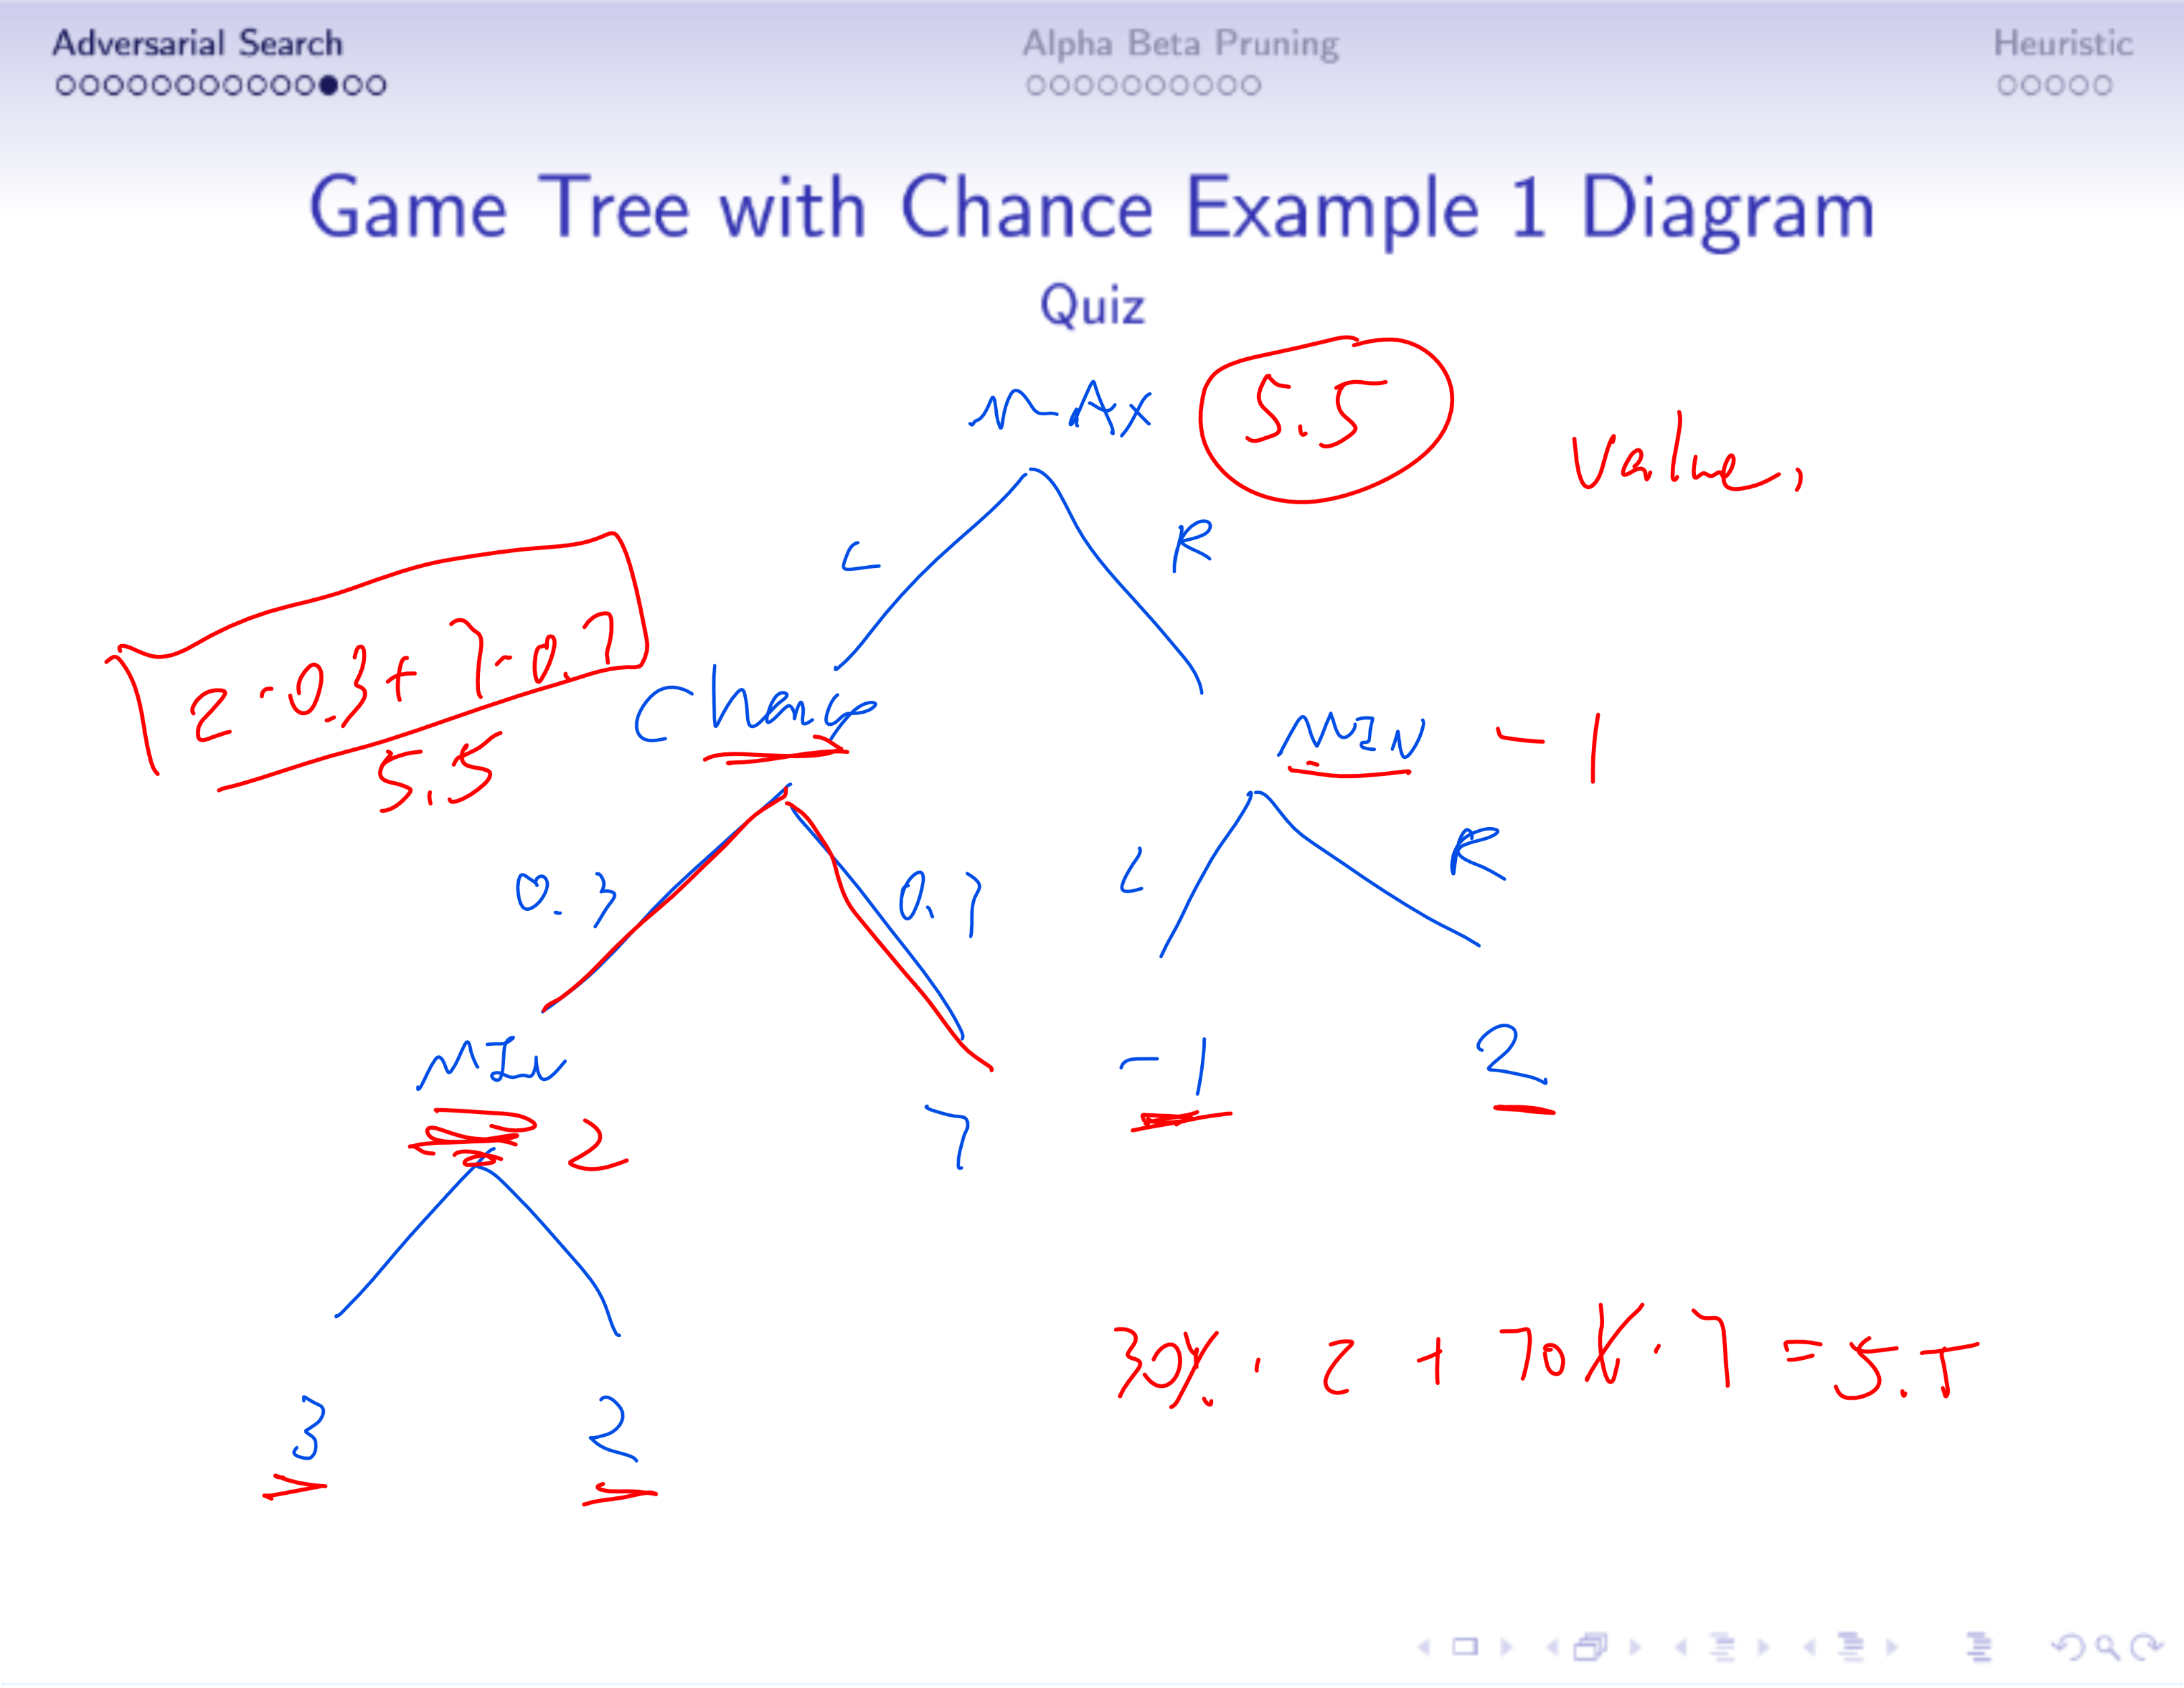 Adversarial Search
Alpha Beta Pruning
Heuristic
Game Tree with Chance Example 1 Diagram
Quiz
MAX 5.5
Value,
L
R
2 · 0.3 + 7 · 0.7
5.5
Chance
MIN -1
0.3
0.7
L
R
MIN
2
7
-1
2
3
2
30% · 2 + 70% · 7 = 5.5